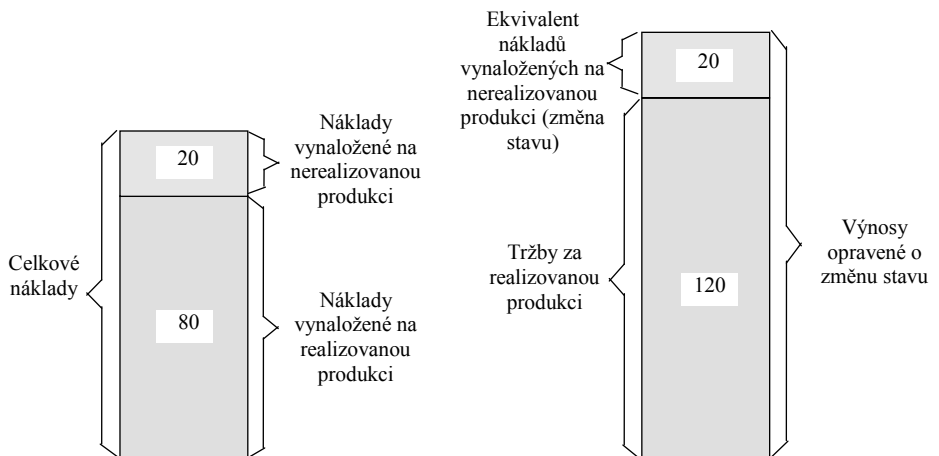 Celkové
náklady
20
80
Náklady
vynaložené na
nerealizovanou
produkci
Náklady
vynaložené na
realizovanou
produkci
Ekvivalent
nákladů
vynaložených na
nerealizovanou
produkci (změna
stavu)
Tržby za
realizovanou
produkci
20
120
Výnosy
opravené o
změnu stavu